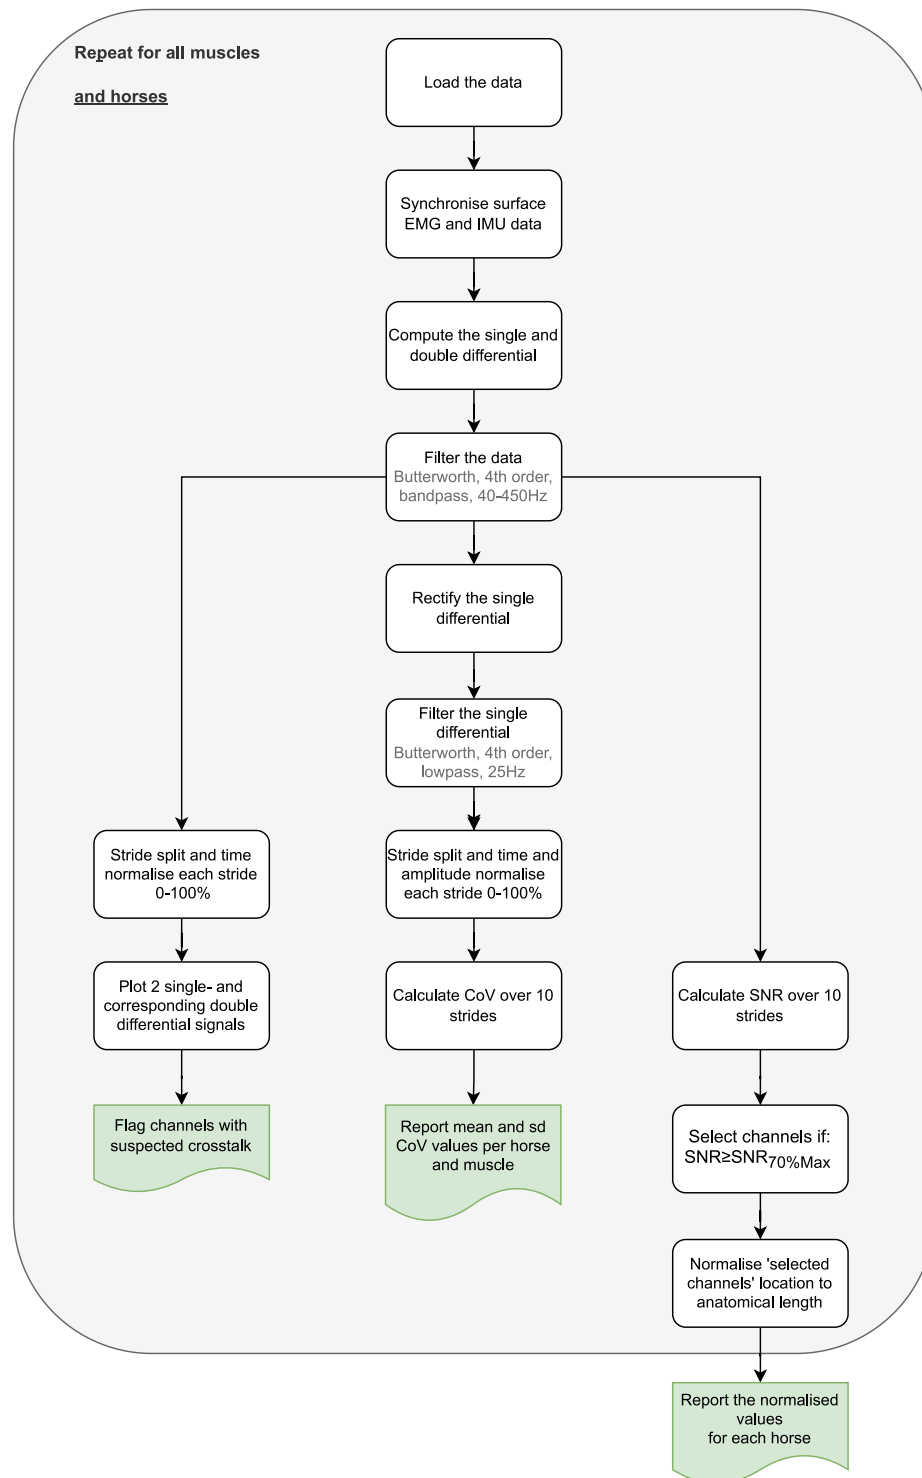 Repeat for all muscles
and horses
Load the data
Synchronise surface
EMG and IMU data
Compute the single and
double differential
Filter the data
Butterworth, 4th order,
bandpass, 40-450Hz
Rectify the single
differential
Filter the single
differential
Butterworth, 4th order,
lowpass, 25Hz
Stride split and time
normalise each stride
0-100%
Stride split and time and
amplitude normalise
each stride 0-100%
Plot 2 single- and
corresponding double
differential signals
Calculate CoV over 10
strides
Calculate SNR over 10
strides
Flag channels with
suspected crosstalk
Report mean and sd
CoV values per horse
and muscle
Select channels if:
SNR≥SNR70%Max
Normalise 'selected
channels' location to
anatomical length
Report the normalised
values
for each horse